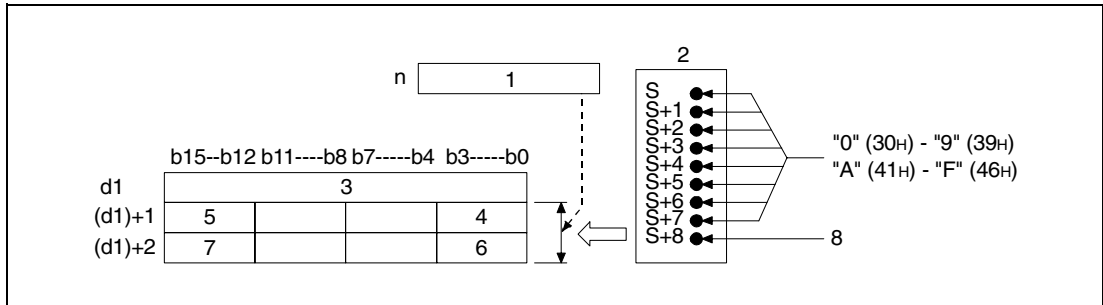 2
n 1
S
S+1
S+2
S+3
S+4
S+5
S+6
S+7
S+8
"0" (30H) - "9" (39H)
"A" (41H) - "F" (46H)
8
b15--b12 b11----b8 b7-----b4 b3-----b0
d1 3
(d1)+1 5 4
(d1)+2 7 6